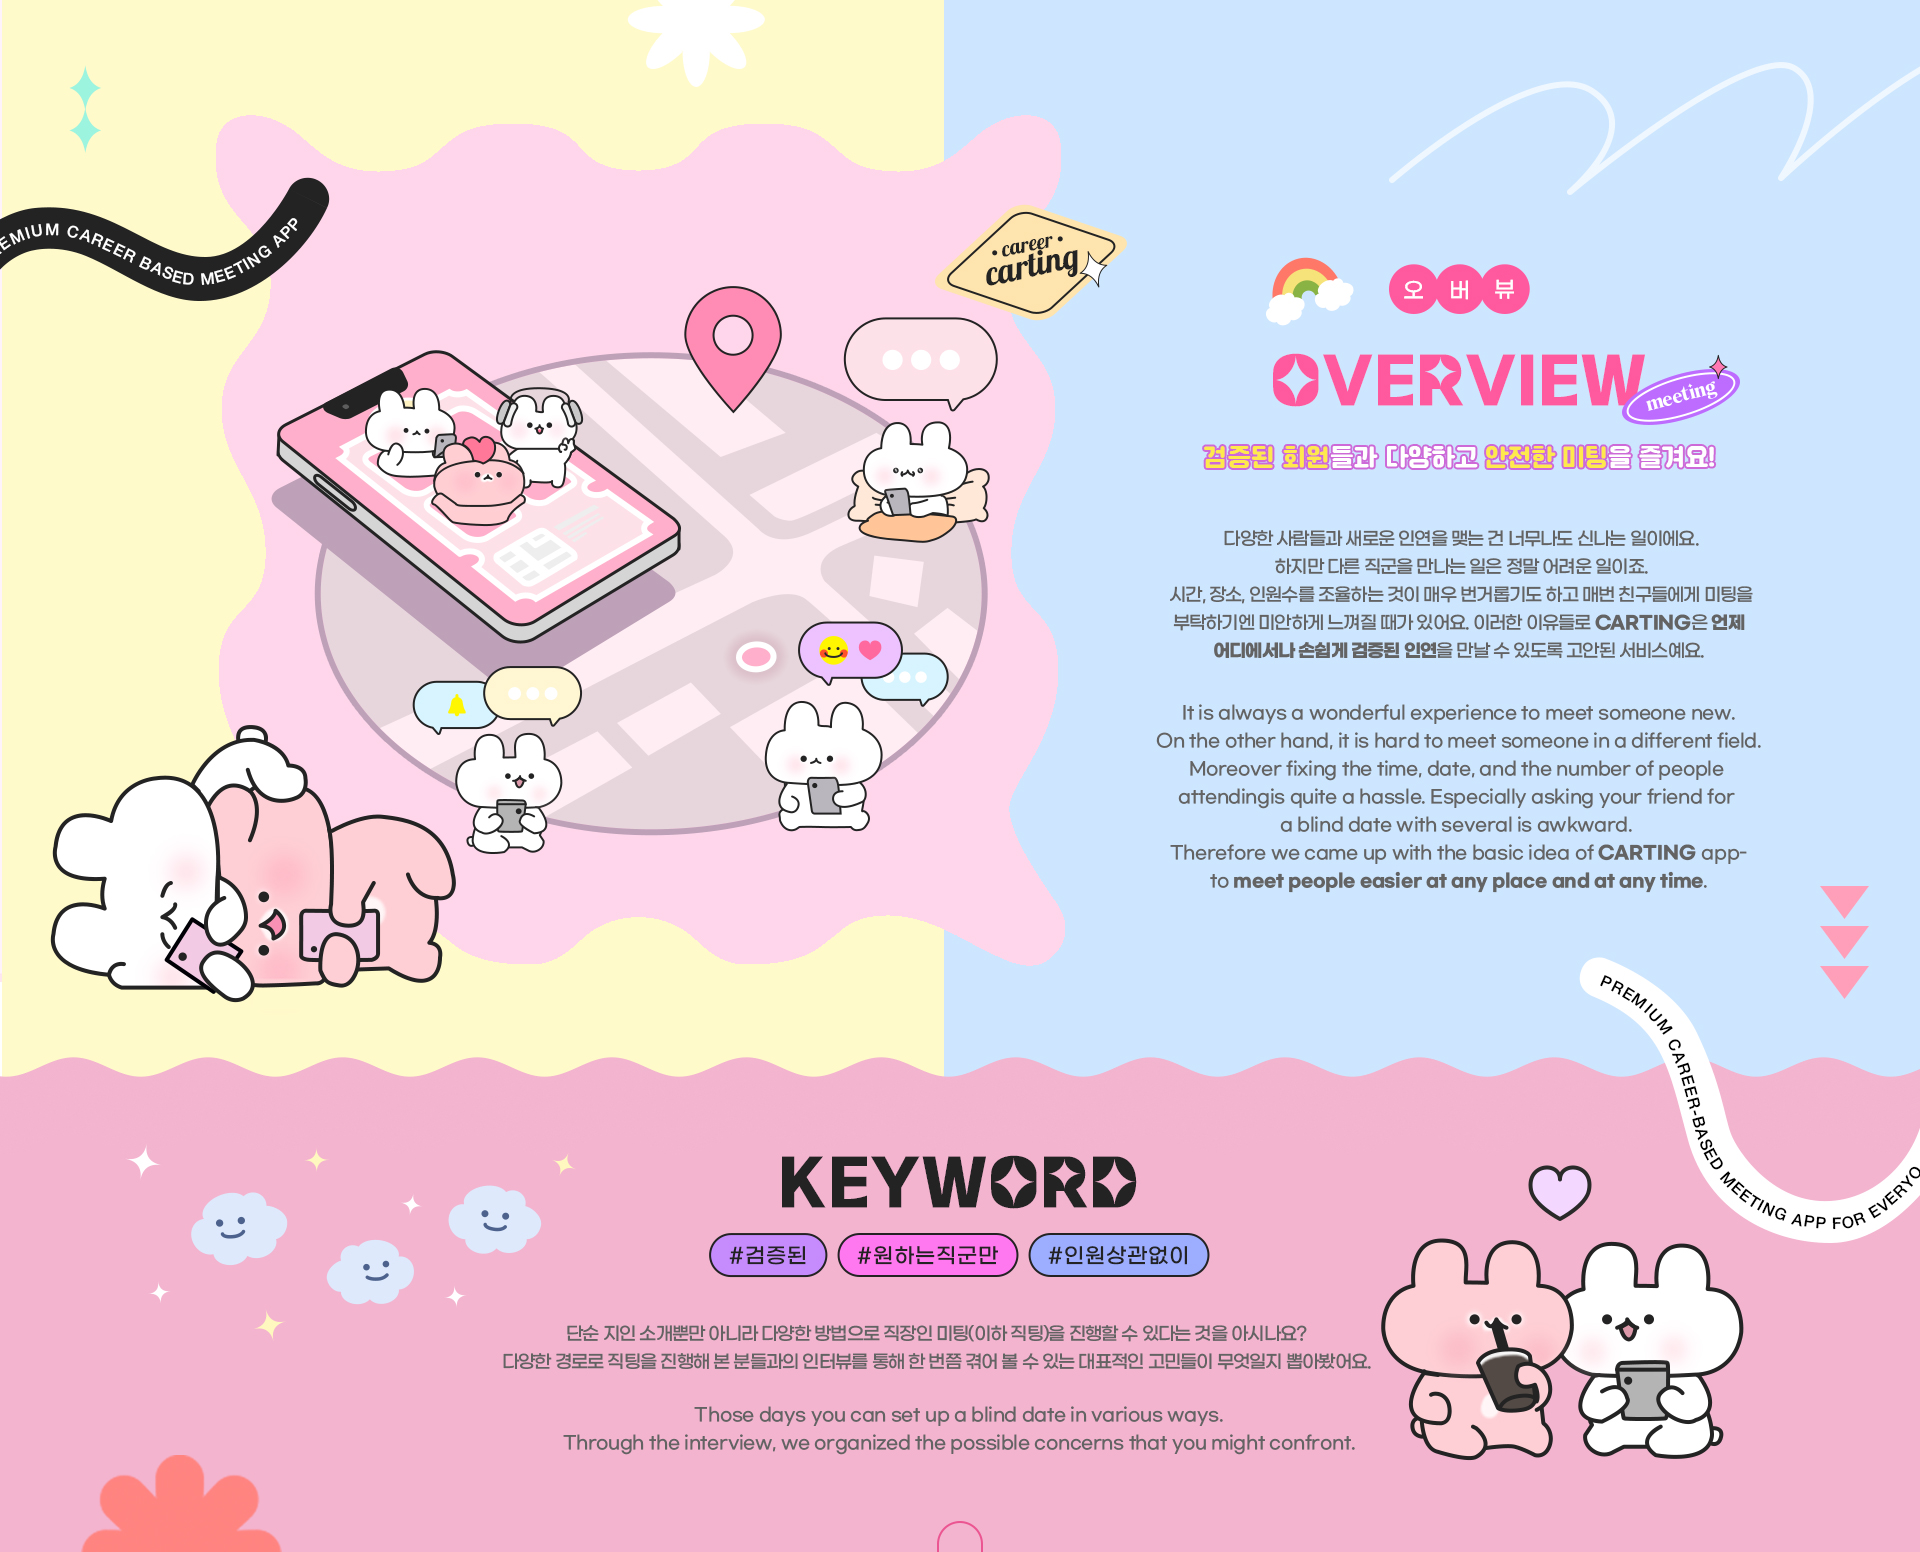 EMIUM CAREER BASED MEETING APP
• career •
carting
오버뷰
OVERVIEW
meeting
검증된 회원들과 다양하고 안전한 미팅을 즐겨요!
다양한 사람들과 새로운 인연을 맺는 건 너무나도 신나는 일이에요.
하지만 다른 직군을 만나는 일은 정말 어려운 일이죠.
시간, 장소, 인원수를 조율하는 것이 매우 번거롭기도 하고 매번 친구들에게 미팅을
부탁하기엔 미안하게 느껴질 때가 있어요. 이러한 이유들로 CARTING은 언제
어디에서나 손쉽게 검증된 인연을 만날 수 있도록 고안된 서비스예요.
It is always a wonderful experience to meet someone new.
On the other hand, it is hard to meet someone in a different field.
Moreover fixing the time, date, and the number of people
attendingis quite a hassle. Especially asking your friend for
a blind date with several is awkward.
Therefore we came up with the basic idea of CARTING app-
to meet people easier at any place and at any time.
PREMIUM CAREER-BASED MEETING APP FOR EVERYO
KEYWORD
#검증된 #원하는직군만 #인원상관없이
단순 지인 소개뿐만 아니라 다양한 방법으로 직장인 미팅(이하 직팅)을 진행할 수 있다는 것을 아시나요?
다양한 경로로 직팅을 진행해 본 분들과의 인터뷰를 통해 한 번쯤 겪어 볼 수 있는 대표적인 고민들이 무엇일지 뽑아봤어요.
Those days you can set up a blind date in various ways.
Through the interview, we organized the possible concerns that you might confront.